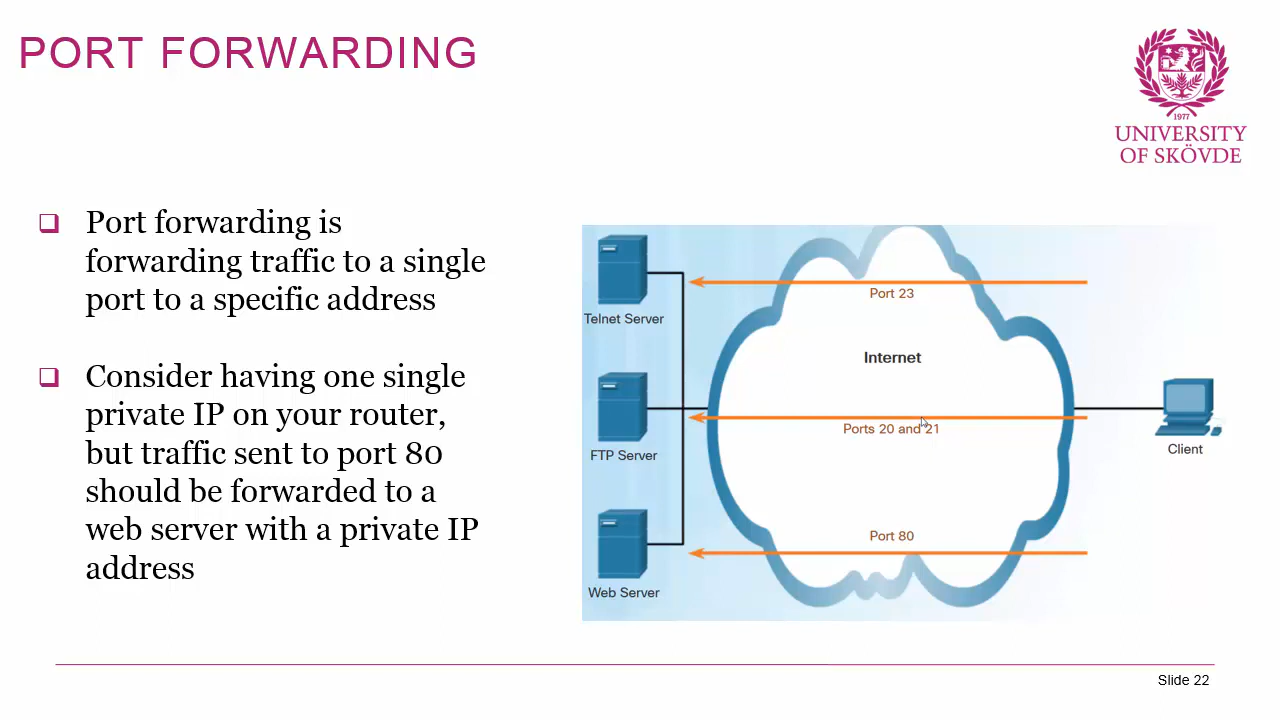 PORT FORWARDING
1977
UNIVERSITY
OF SKÖVDE
Port forwarding is
forwarding traffic to a single
port to a specific address
Consider having one single
private IP on your router,
but traffic sent to port 80
should be forwarded to a
web server with a private IP
address
Port 23
Telnet Server
Internet
Ports 20 and 21
FTP Server
Client
Port 80
Web Server
Slide 22